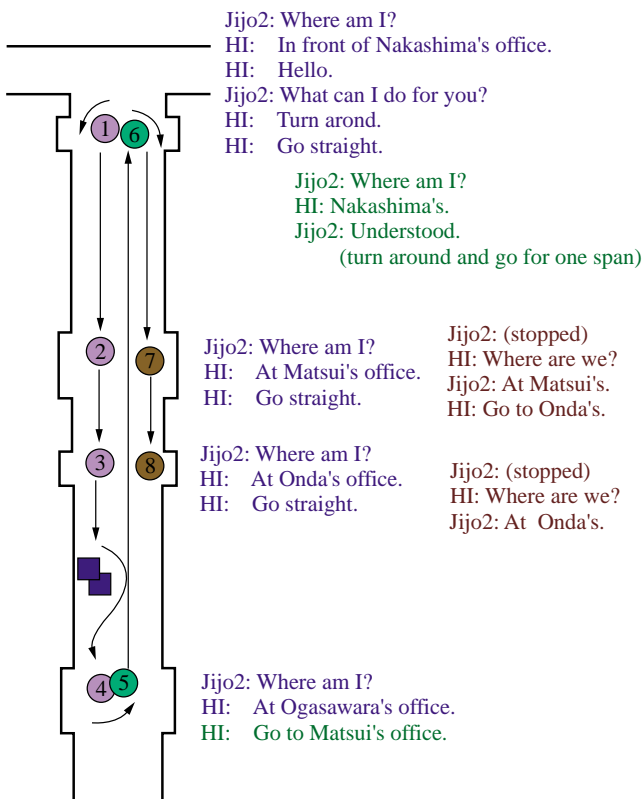 Jijo2: Where am I?
HI: In front of Nakashima's office.
HI: Hello.
Jijo2: What can I do for you?
HI: Turn arond.
HI: Go straight.
1
6
Jijo2: Where am I?
HI: Nakashima's.
Jijo2: Understood.
(turn around and go for one span)
2
7
Jijo2: Where am I?
HI: At Matsui's office.
HI: Go straight.
Jijo2: (stopped)
HI: Where are we?
Jijo2: At Matsui's.
HI: Go to Onda's.
3
8
Jijo2: Where am I?
HI: At Onda's office.
HI: Go straight.
Jijo2: (stopped)
HI: Where are we?
Jijo2: At Onda's.
4
5
Jijo2: Where am I?
HI: At Ogasawara's office.
HI: Go to Matsui's office.